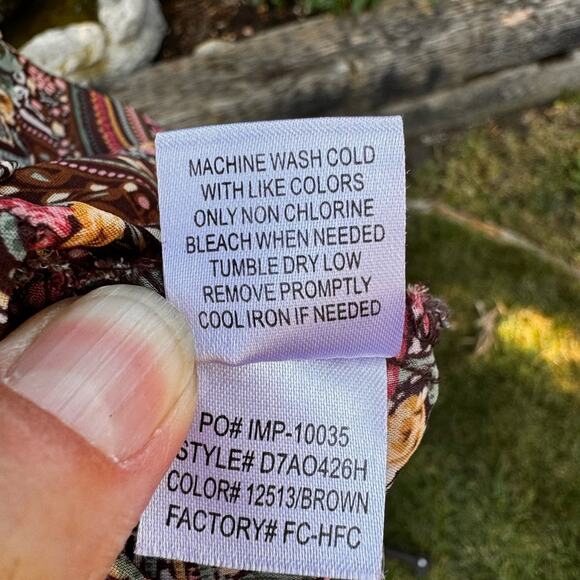 MACHINE WASH COLD
WITH LIKE COLORS
ONLY NON CHLORINE
BLEACH WHEN NEEDED
TUMBLE DRY LOW
REMOVE PROMPTLY
COOL IRON IF NEEDED
PO# IMP-10035
STYLE# D7AO426H
COLOR# 12513/BROWN
FACTORY# FC-HFC